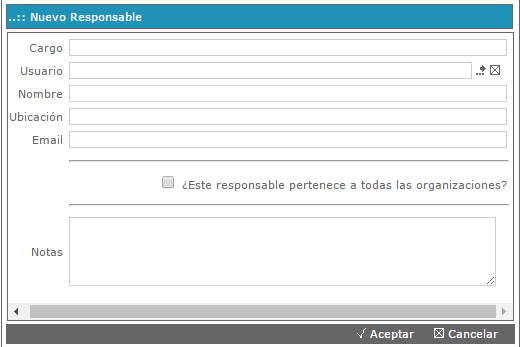 ..:: Nuevo Responsable
Cargo
Usuario
Nombre
Ubicación
Email
¿Este responsable pertenece a todas las organizaciones?
Notas
Aceptar Cancelar